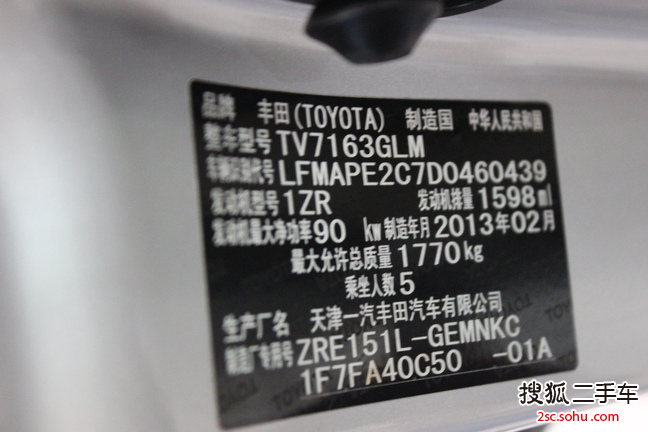 品牌 丰田(TOYOTA) 制造国 中华人民共和国
整车型号 TV7163GLM
车辆识别代号 LFMAPE2C7D0460439
发动机型号 1ZR 发动机排量 1598ml
发动机最大净功率 90 kw 制造年月 2013年02月
最大允许总质量 1770kg
乘坐人数 5
生产厂名 天津一汽丰田汽车有限公司
制造厂专用号 ZRE151L-GEMNKC
1F7FA40C50 -01A
搜狐二手车
2sc.sohu.com